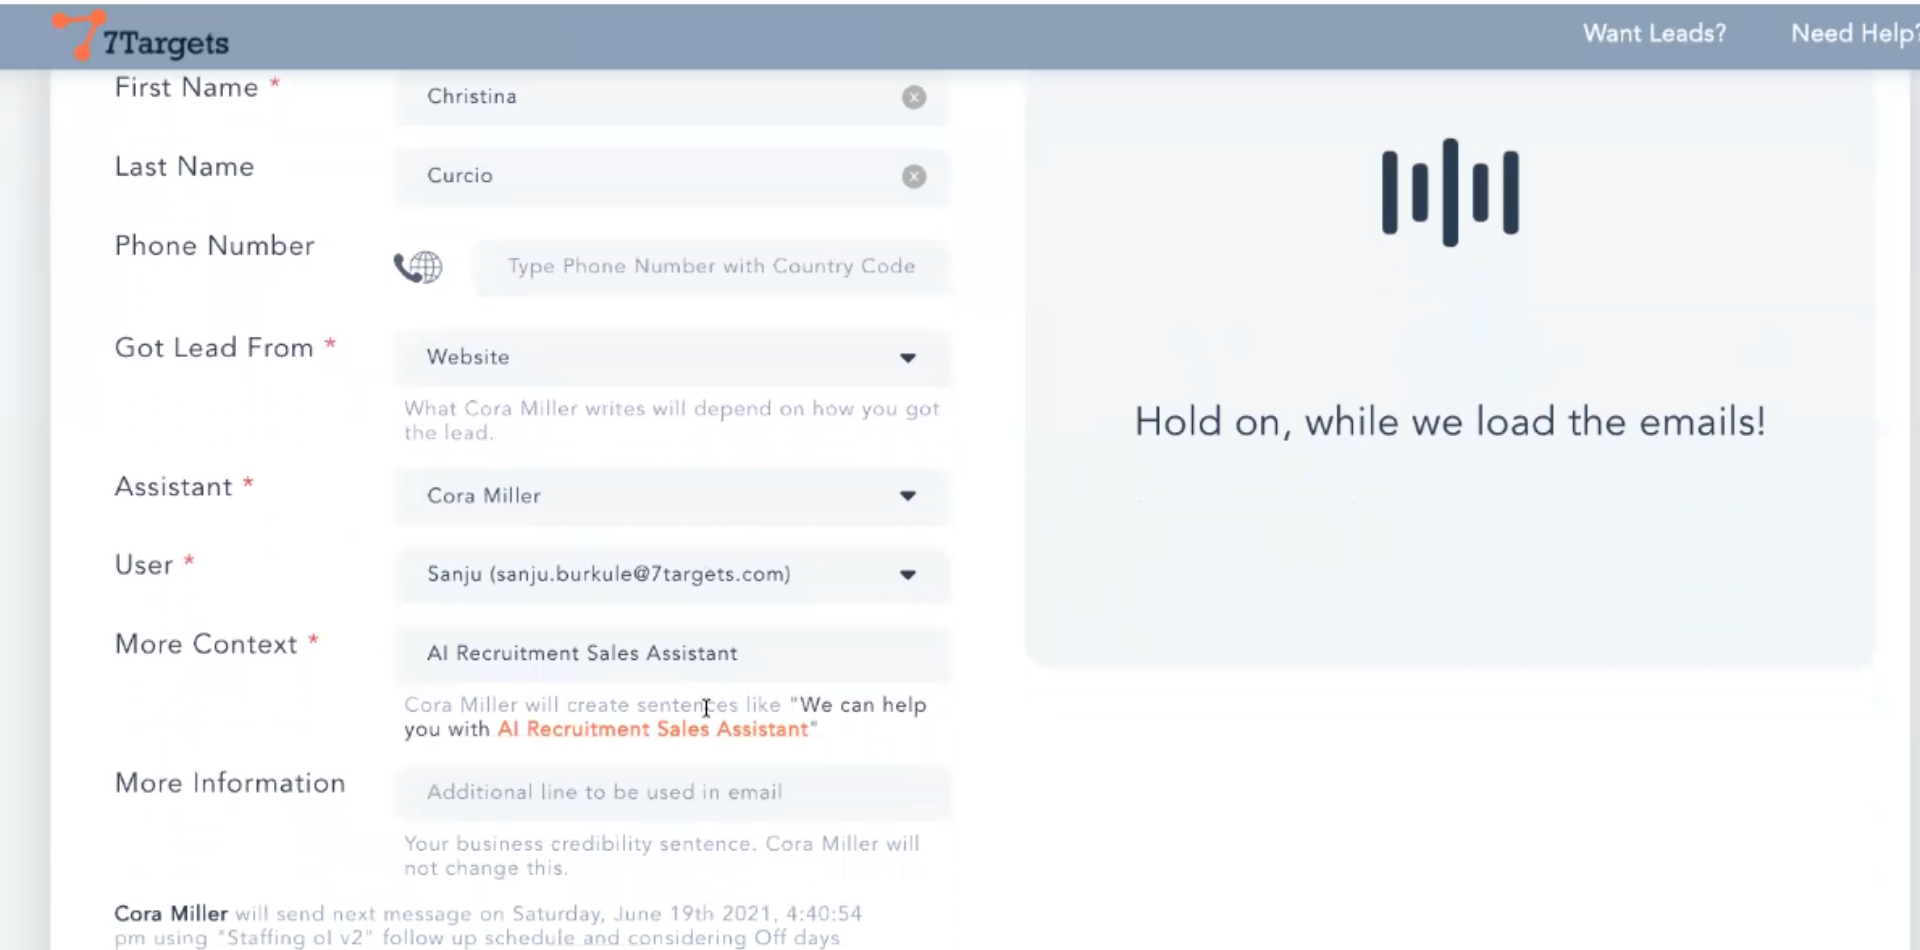 7Targets
Want Leads?
Need Help?
First Name *
Christina
Last Name
Curcio
Phone Number
Type Phone Number with Country Code
Got Lead From *
Website
What Cora Miller writes will depend on how you got
the lead.
Assistant *
Cora Miller
User *
Sanju (sanju.burkule@7targets.com)
More Context *
AI Recruitment Sales Assistant
Cora Miller will create sentences like "We can help
you with AI Recruitment Sales Assistant"
More Information
Additional line to be used in email
Your business credibility sentence. Cora Miller will
not change this.
Cora Miller will send next message on Saturday, June 19th 2021, 4:40:54
pm using "Staffing ol v2" follow up schedule and considering Off days
Hold on, while we load the emails!